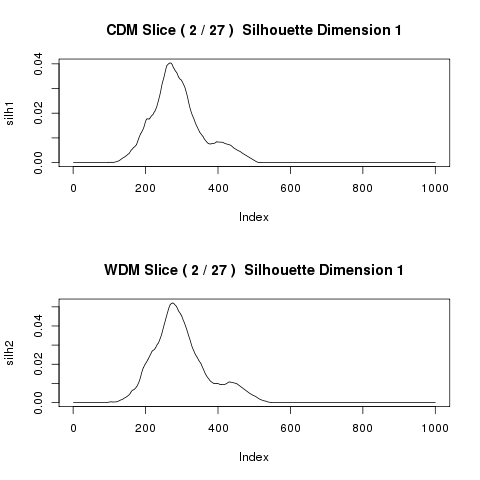 CDM Slice ( 2 / 27 )  Silhouette Dimension 1
silh1
0.04
0.02
0.00
0 200 400 600 800 1000
Index
WDM Slice ( 2 / 27 )  Silhouette Dimension 1
silh2
0.04
0.02
0.00
0 200 400 600 800 1000
Index